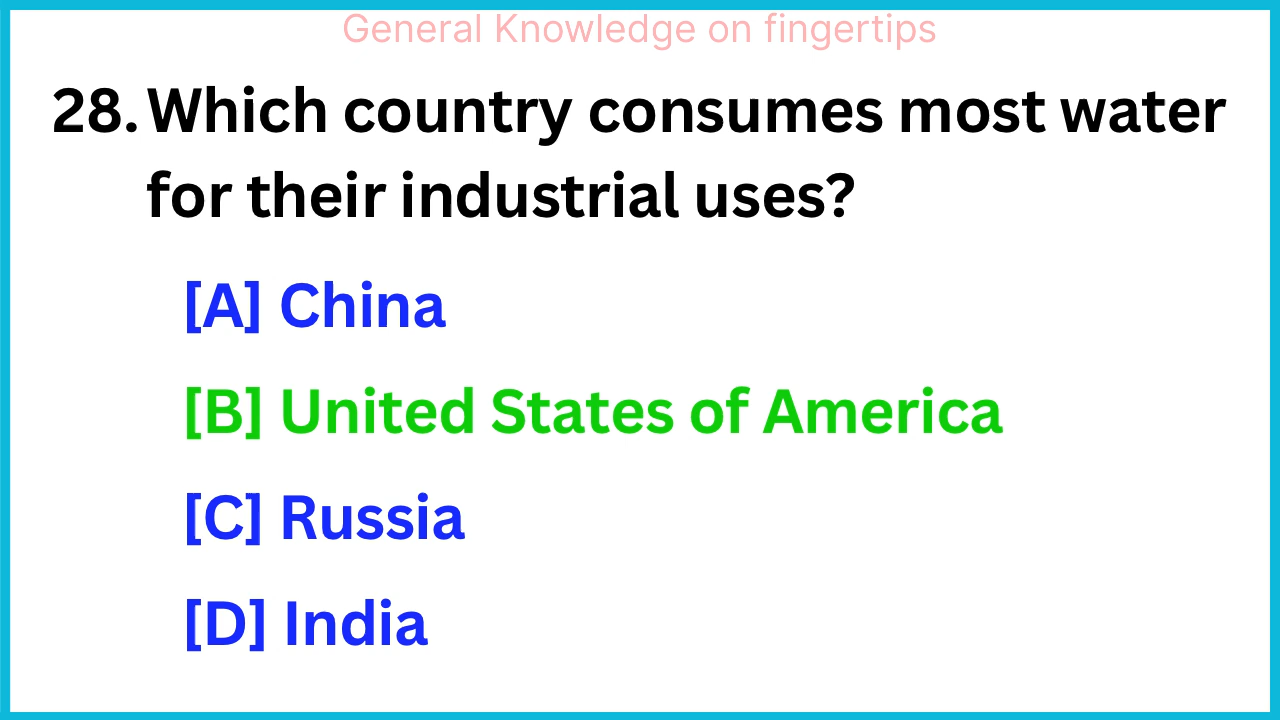 General Knowledge on fingertips
28. Which country consumes most water
for their industrial uses?
[A] China
[B] United States of America
[C] Russia
[D] India